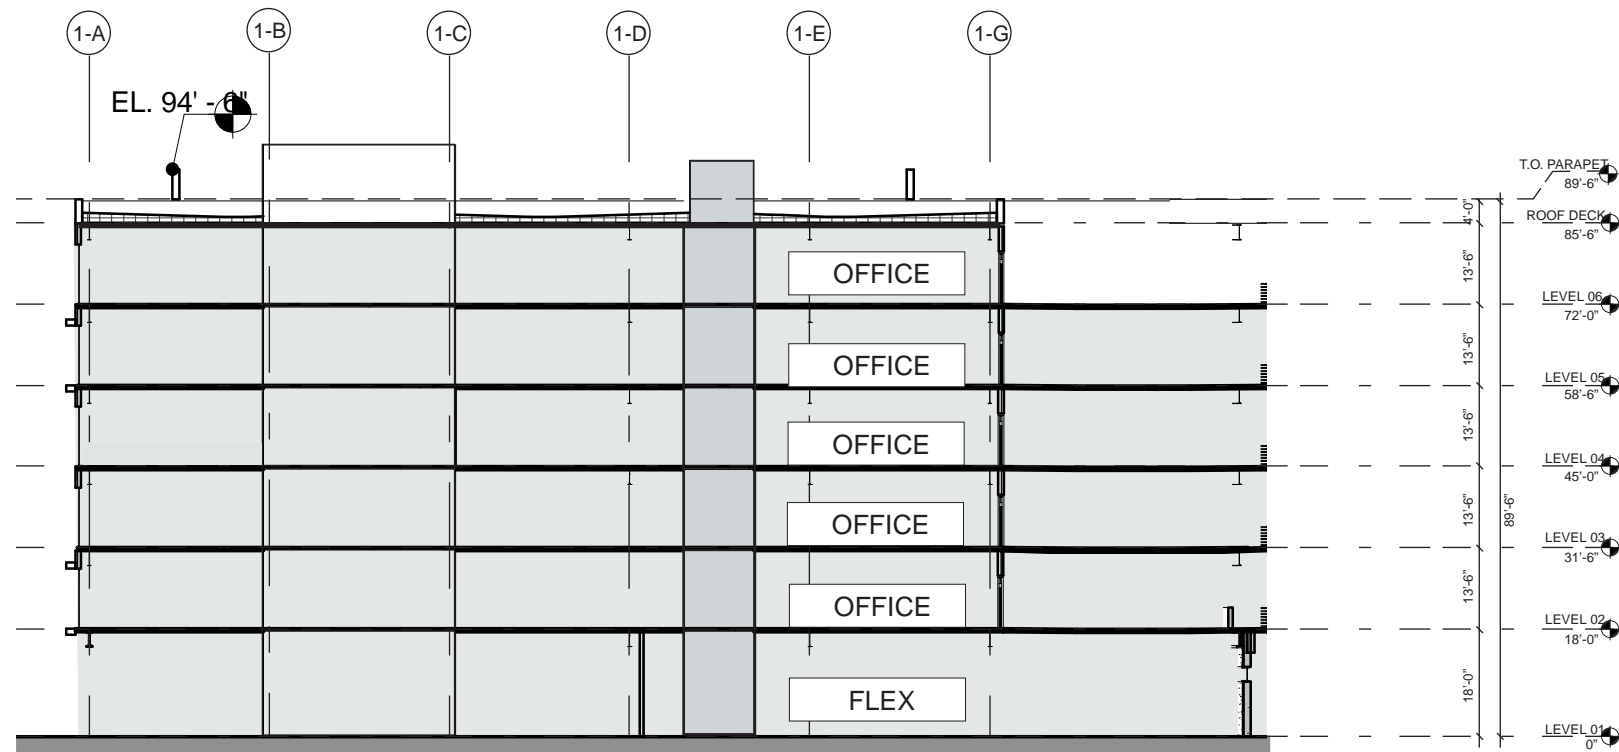 1-A
1-B
1-C
1-D
1-E
1-G
EL. 94' - 6"
T.O. PARAPET
89'-6"
ROOF DECK
85'-6"
4'-0"
OFFICE
13'-6"
LEVEL 06
72'-0"
OFFICE
13'-6"
LEVEL 05
58'-6"
OFFICE
13'-6"
LEVEL 04
45'-0"
OFFICE
13'-6"
89'-6"
LEVEL 03
31'-6"
OFFICE
13'-6"
LEVEL 02
18'-0"
FLEX
18'-0"
LEVEL 01
0"